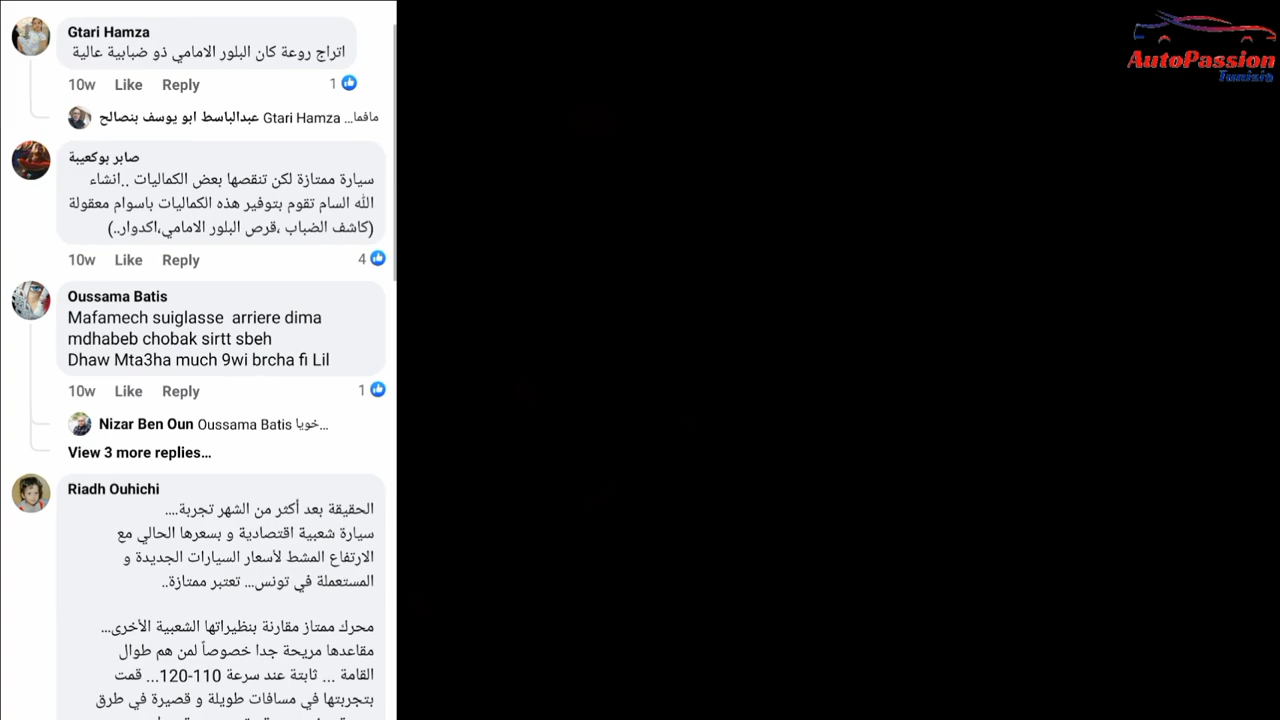 Gtari Hamza
اتراج روعة كان البلور الامامي ذو ضبابية عالية
10w Like Reply 1
عبدالباسط ابو يوسف بنصالح Gtari Hamza مافما...
صابر بوكعيبة
سيارة ممتازة لكن تنقصها بعض الكماليات ..انشاء
الله السام تقوم بتوفير هذه الكماليات باسوام معقولة
(كاشف الضباب ،قرص البلور الامامي،اكدوار..)
10w Like Reply 4
Oussama Batis
Mafamech suiglasse arriere dima
mdhabeb chobak sirtt sbeh
Dhaw Mta3ha much 9wi brcha fi Lil
10w Like Reply 1
Nizar Ben Oun Oussama Batis خويا...
View 3 more replies...
Riadh Ouhichi
الحقيقة بعد أكثر من الشهر تجربة....
سيارة شعبية اقتصادية و بسعرها الحالي مع
الارتفاع المشط لأسعار السيارات الجديدة و
المستعملة في تونس... تعتبر ممتازة..
محرك ممتاز مقارنة بنظيراتها الشعبية الأخرى...
مقاعدها مريحة جدا خصوصاً لمن هم طوال
القامة ... ثابتة عند سرعة 110-120... قمت
بتجربتها في مسافات طويلة و قصيرة في طرق
AutoPassion
Tunisie